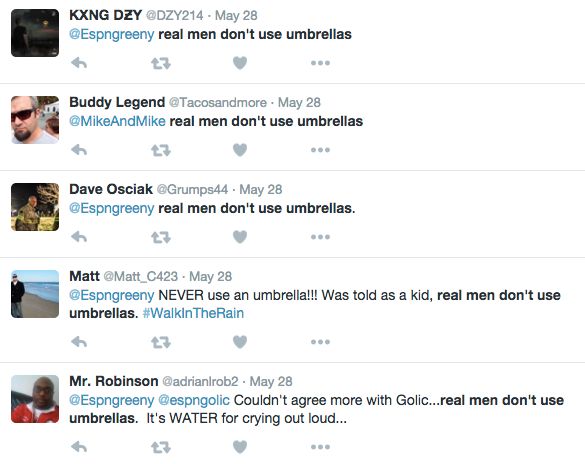 KXNG DƵY @DZY214 · May 28
@Espngreeny real men don't use umbrellas
Buddy Legend @Tacosandmore · May 28
@MikeAndMike real men don't use umbrellas
Dave Osciak @Grumps44 · May 28
@Espngreeny real men don't use umbrellas.
Matt @Matt_C423 · May 28
@Espngreeny NEVER use an umbrella!!! Was told as a kid, real men don't use
umbrellas. #WalkInTheRain
Mr. Robinson @adrianlrob2 · May 28
@Espngreeny @espngolic Couldn't agree more with Golic...real men don't use
umbrellas. It's WATER for crying out loud...